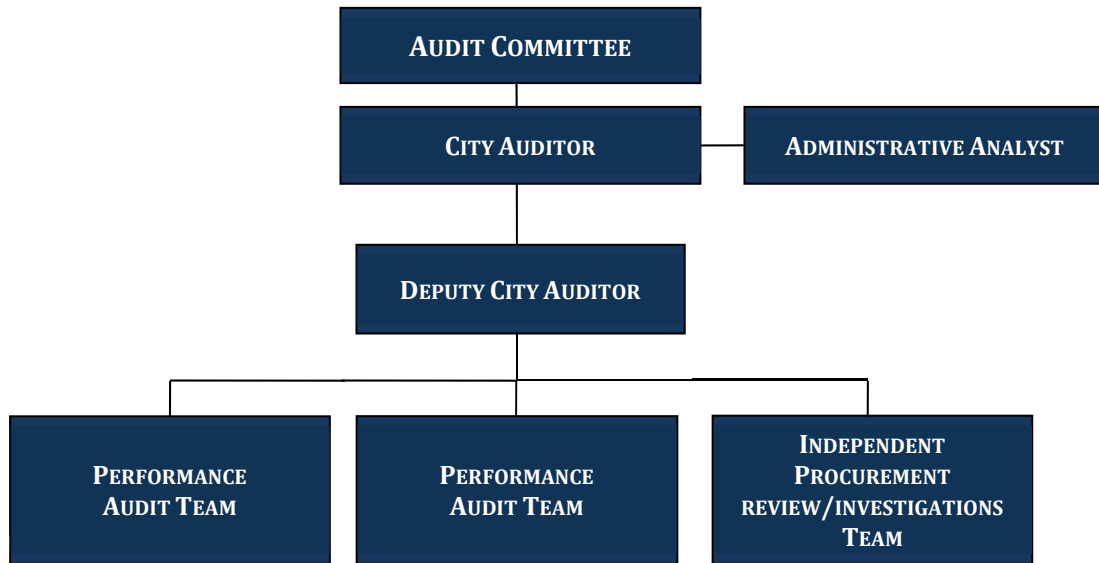 AUDIT COMMITTEE
CITY AUDITOR
ADMINISTRATIVE ANALYST
DEPUTY CITY AUDITOR
PERFORMANCE
AUDIT TEAM
PERFORMANCE
AUDIT TEAM
INDEPENDENT
PROCUREMENT
REVIEW/INVESTIGATIONS
TEAM